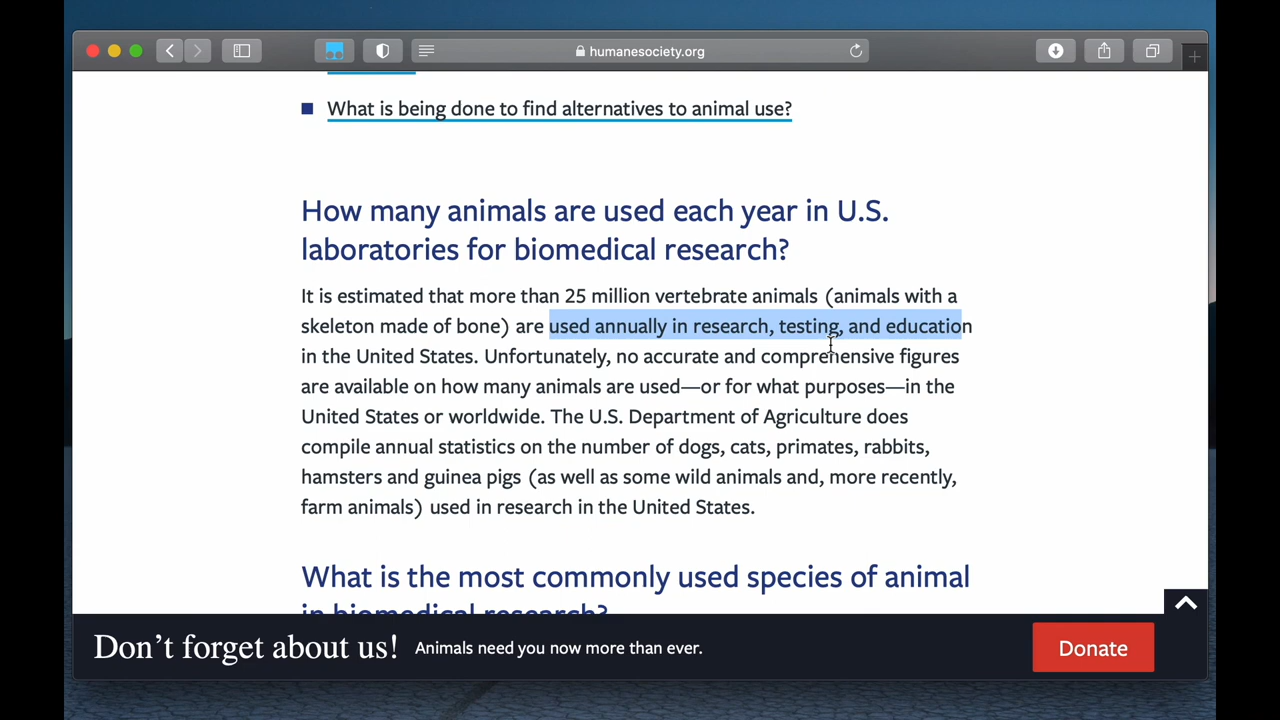 humanesociety.org
What is being done to find alternatives to animal use?
How many animals are used each year in U.S.
laboratories for biomedical research?
It is estimated that more than 25 million vertebrate animals (animals with a
skeleton made of bone) are used annually in research, testing, and education
in the United States. Unfortunately, no accurate and comprehensive figures
are available on how many animals are used—or for what purposes—in the
United States or worldwide. The U.S. Department of Agriculture does
compile annual statistics on the number of dogs, cats, primates, rabbits,
hamsters and guinea pigs (as well as some wild animals and, more recently,
farm animals) used in research in the United States.
What is the most commonly used species of animal
in biomedical research?
Don't forget about us! Animals need you now more than ever.
Donate